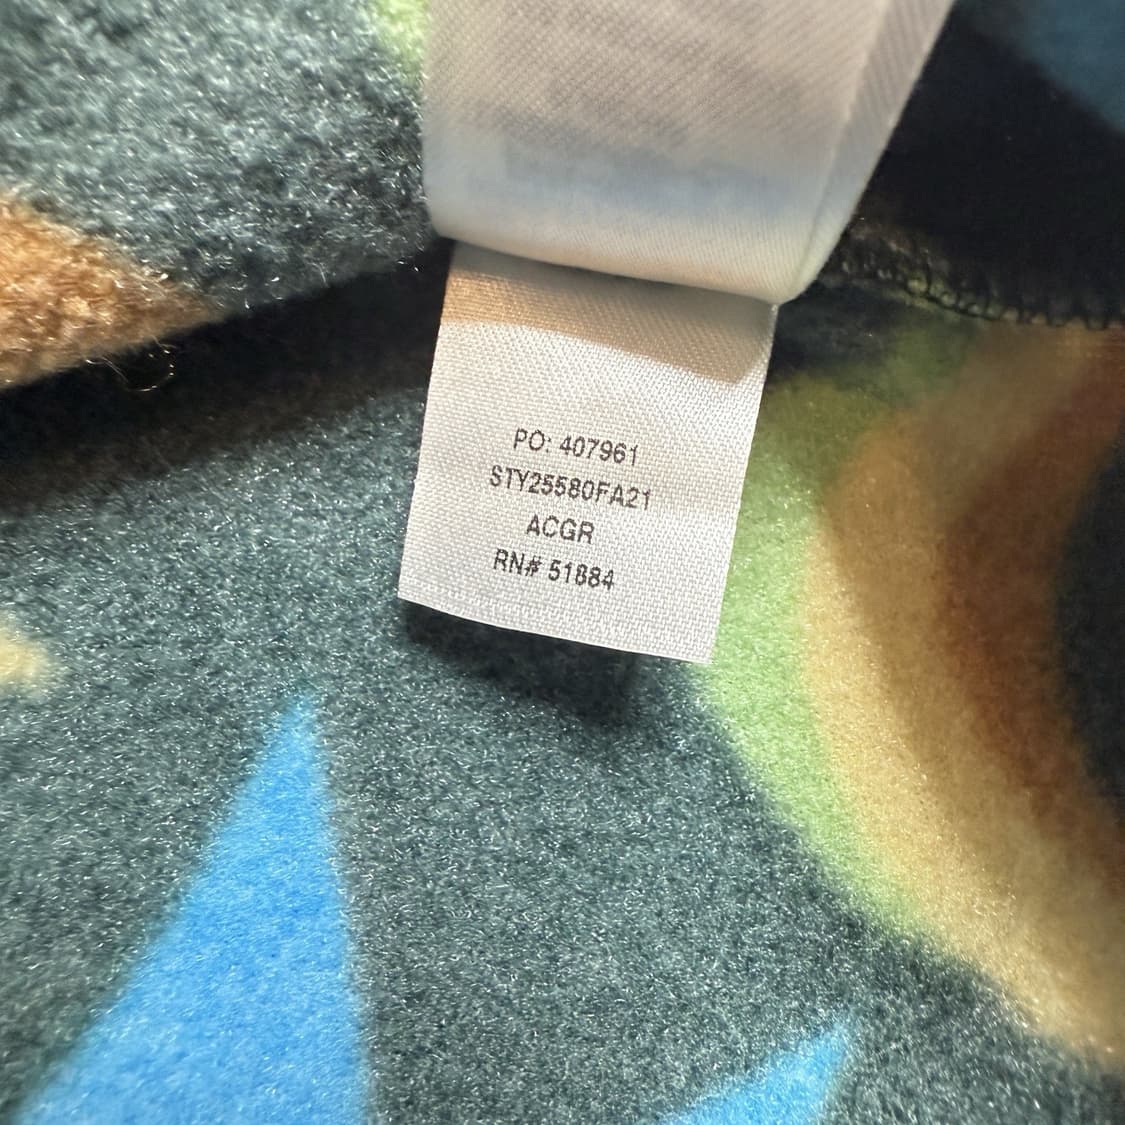 PO: 407961
STY25580FA21
ACGR
RN# 51884